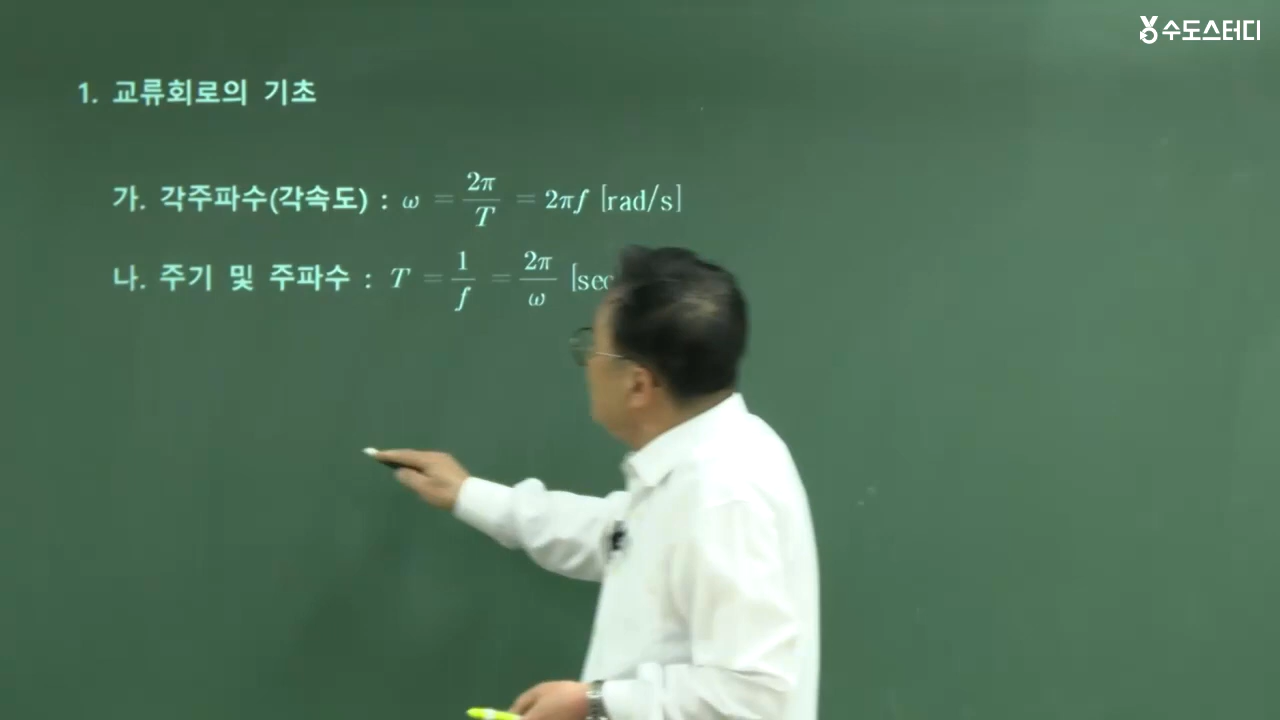 수도스터디
1. 교류회로의 기초
가. 각주파수(각속도) : ω = 2π/T = 2πf [rad/s]
나. 주기 및 주파수 : T = 1/f = 2π/ω [sec